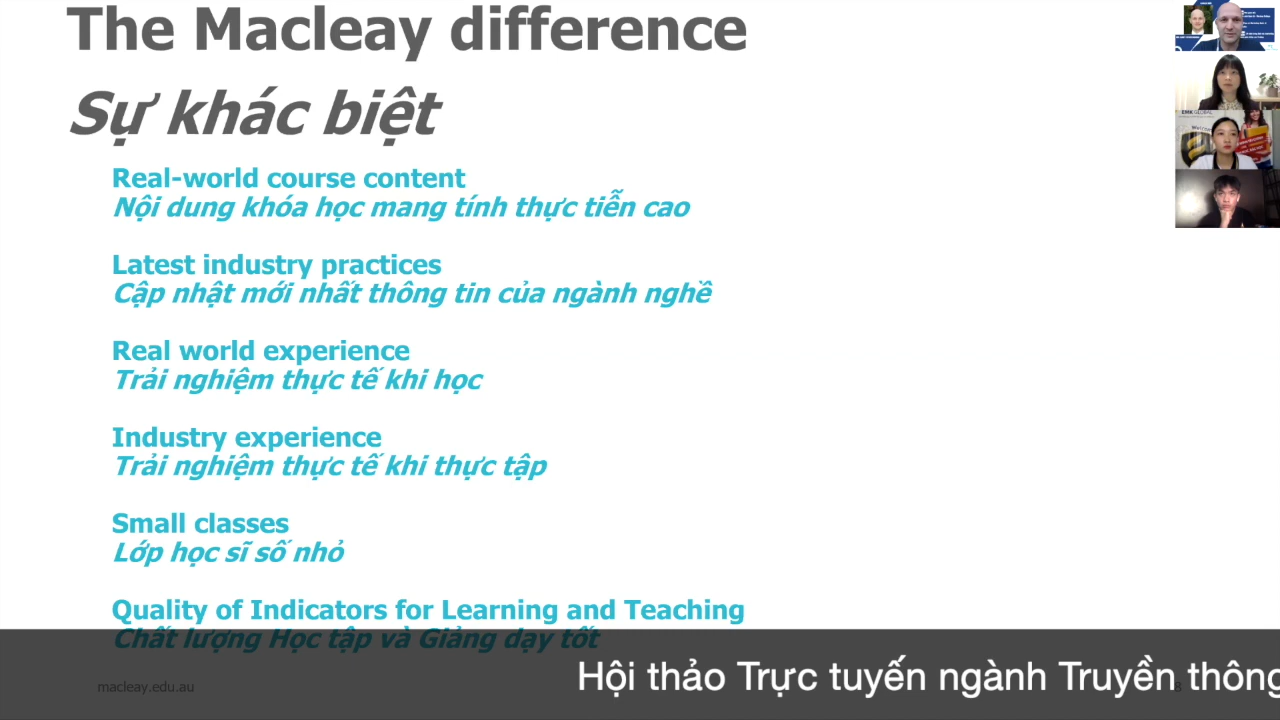 The Macleay difference
Sự khác biệt
Real-world course content
Nội dung khóa học mang tính thực tiễn cao
Latest industry practices
Cập nhật mới nhất thông tin của ngành nghề
Real world experience
Trải nghiệm thực tế khi học
Industry experience
Trải nghiệm thực tế khi thực tập
Small classes
Lớp học sĩ số nhỏ
Quality of Indicators for Learning and Teaching
Chất lượng Học tập và Giảng dạy tốt
macleay.edu.au
8
Hội thảo Trực tuyến ngành Truyền thông
EMK GLOBAL